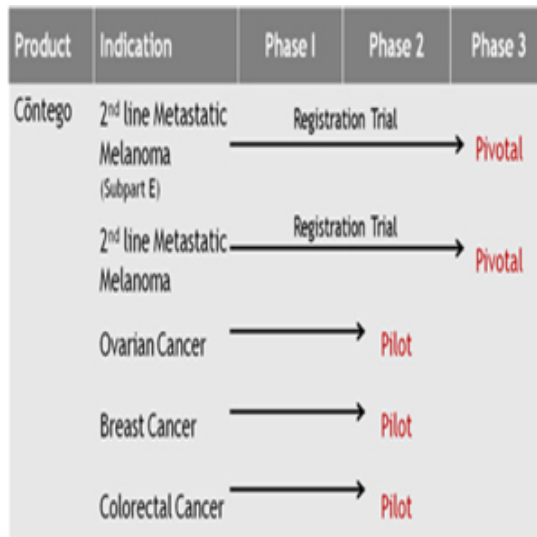 Product Indication Phase I Phase 2 Phase 3
Cōntego 2nd line Metastatic Registration Trial
Melanoma Pivotal
(Subpart E)
2nd line Metastatic Registration Trial
Melanoma Pivotal
Ovarian Cancer Pilot
Breast Cancer Pilot
Colorectal Cancer Pilot